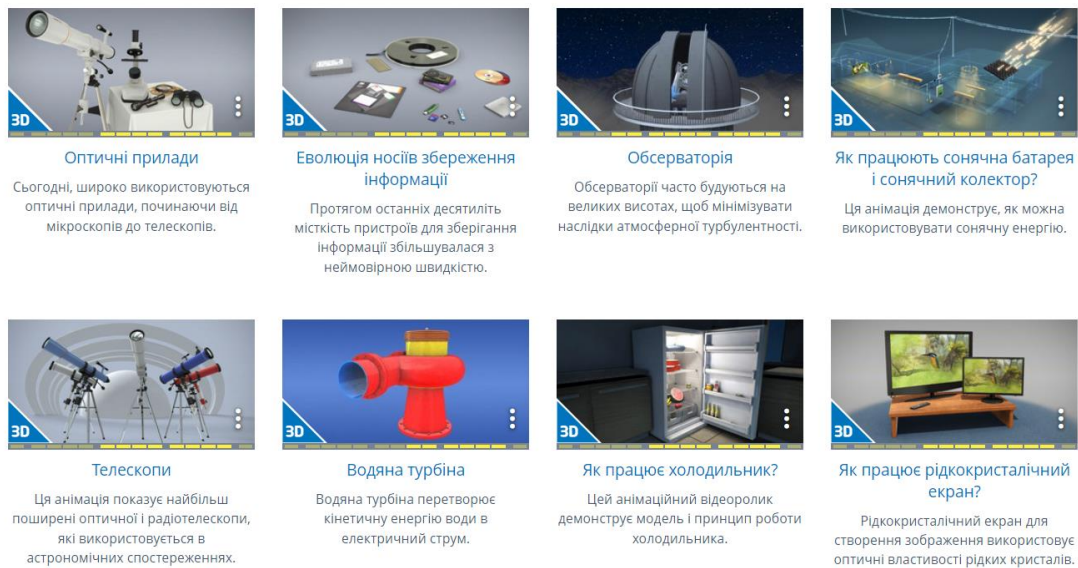 3D
3D
3D
3D
Оптичні прилади
Сьогодні, широко використовуються
оптичні прилади, починаючи від
мікроскопів до телескопів.
Еволюція носіїв збереження
інформації
Протягом останніх десятиліть
місткість пристроїв для зберігання
інформації збільшувалася з
неймовірною швидкістю.
Обсерваторія
Обсерваторії часто будуються на
великих висотах, щоб мінімізувати
наслідки атмосферної турбулентності.
Як працюють сонячна батарея
і сонячний колектор?
Ця анімація демонструє, як можна
використовувати сонячну енергію.
3D
3D
3D
3D
Телескопи
Ця анімація показує найбільш
поширені оптичної і радіотелескопи,
які використовується в
астрономічних спостереженнях.
Водяна турбіна
Водяна турбіна перетворює
кінетичну енергію води в
електричний струм.
Як працює холодильник?
Цей анімаційний відеоролик
демонструє модель і принцип роботи
холодильника.
Як працює рідкокристалічний
екран?
Рідкокристалічний екран для
створення зображення використовує
оптичні властивості рідких кристалів.